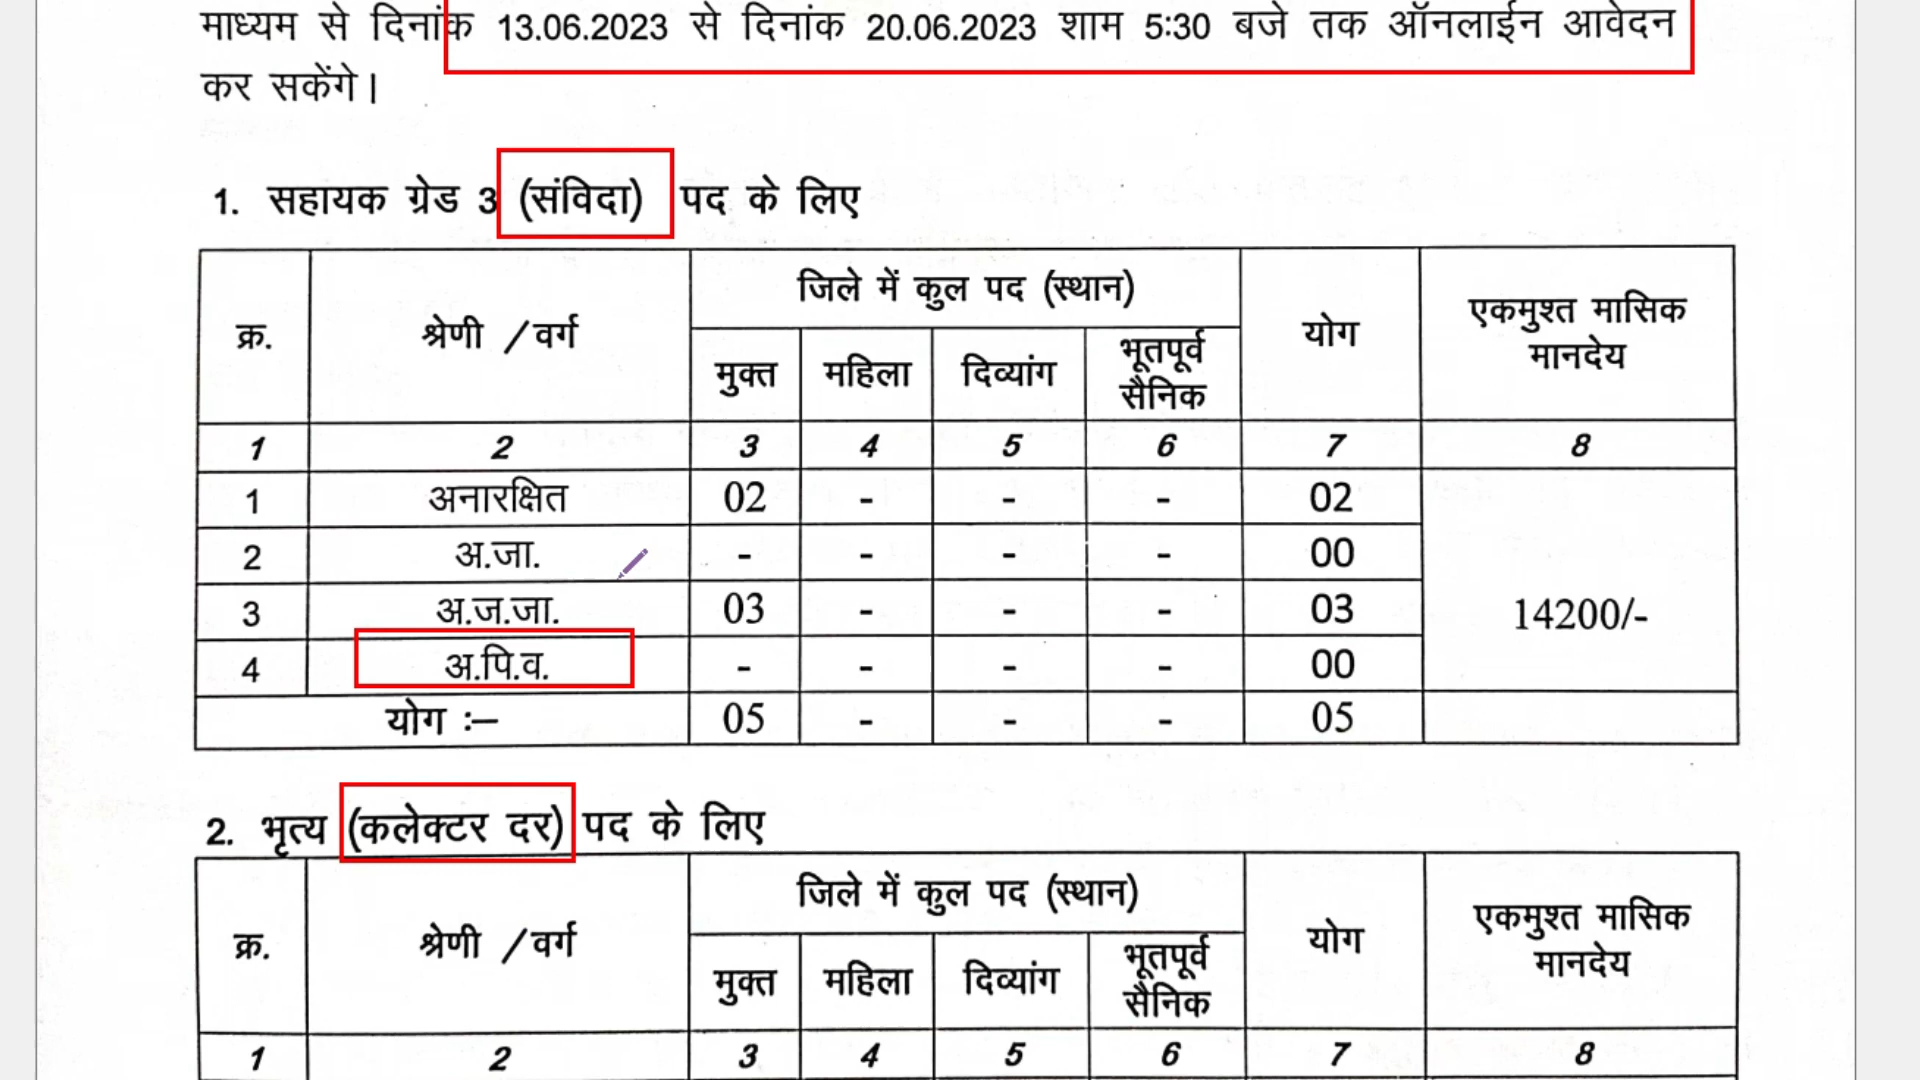 माध्यम से दिनांक 13.06.2023 से दिनांक 20.06.2023 शाम 5:30 बजे तक ऑनलाईन आवेदन
कर सकेंगे।
1. सहायक ग्रेड 3 (संविदा) पद के लिए
क्र. श्रेणी / वर्ग जिले में कुल पद (स्थान) योग एकमुश्त मासिक मानदेय
मुक्त महिला दिव्यांग भूतपूर्व सैनिक
1 2 3 4 5 6 7 8
1 अनारक्षित 02 - - - 02
2 अ.जा. - - - - 00
3 अ.ज.जा. 03 - - - 03 14200/-
4 अ.पि.व. - - - - 00
योग :– 05 - - - 05
2. भृत्य (कलेक्टर दर) पद के लिए
क्र. श्रेणी / वर्ग जिले में कुल पद (स्थान) योग एकमुश्त मासिक मानदेय
मुक्त महिला दिव्यांग भूतपूर्व सैनिक
1 2 3 4 5 6 7 8